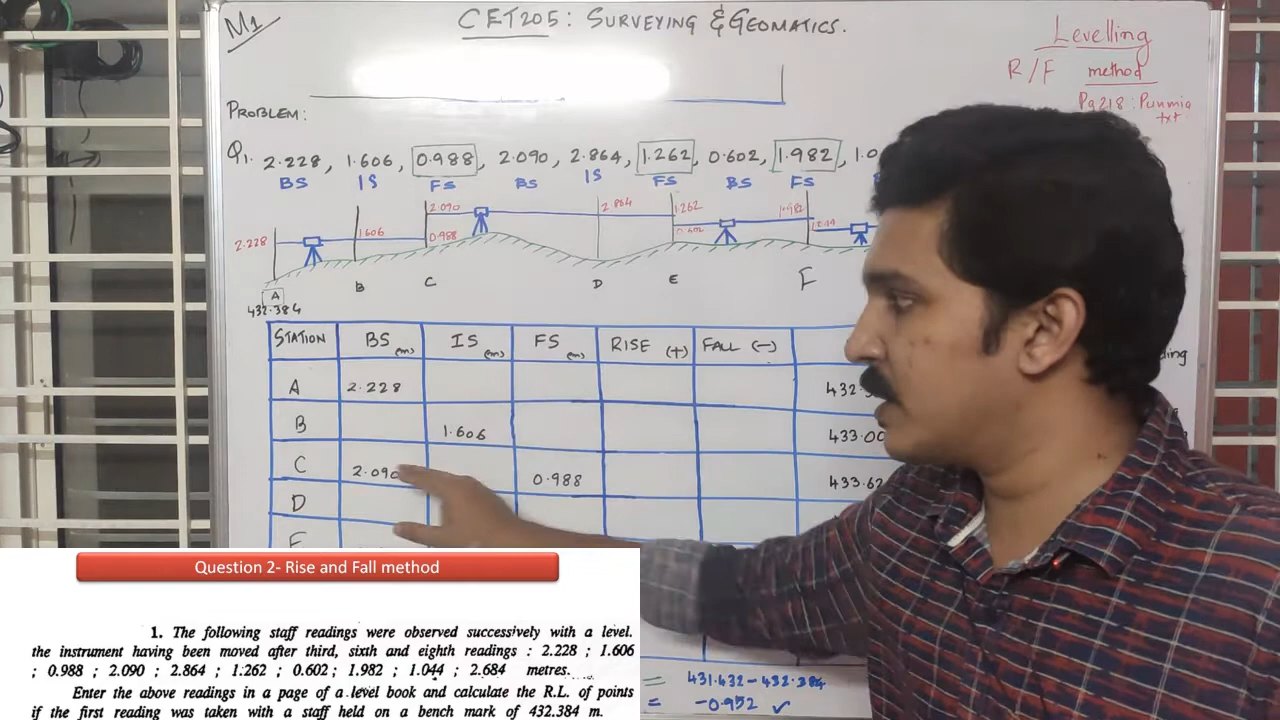 M1
CET205: SURVEYING & GEOMATICS.
Levelling
R/F method
Pg218: Punmia
txt
PROBLEM:
Q1. 2.228, 1.606, 0.988, 2.090, 2.864, 1.262, 0.602, 1.982, 1.0
BS IS FS BS IS FS BS FS
2.090 2.864 1.262 1.982
2.228 1.606 0.988 0.602
A B C D E F
432.384
STATION BS (m) IS (m) FS (m) RISE (+) FALL (-)
A 2.228 432.3
B 1.606 433.00
C 2.090 0.988 433.62
D
E
= 431.432 - 432.384
= -0.952 ✓
Question 2- Rise and Fall method
1. The following staff readings were observed successively with a level.
the instrument having been moved after third, sixth and eighth readings : 2.228 ; 1.606
; 0.988 ; 2.090 ; 2.864 ; 1.262 ; 0.602 ; 1.982 ; 1.044 ; 2.684 metres.
Enter the above readings in a page of a level book and calculate the R.L. of points
if the first reading was taken with a staff held on a bench mark of 432.384 m.